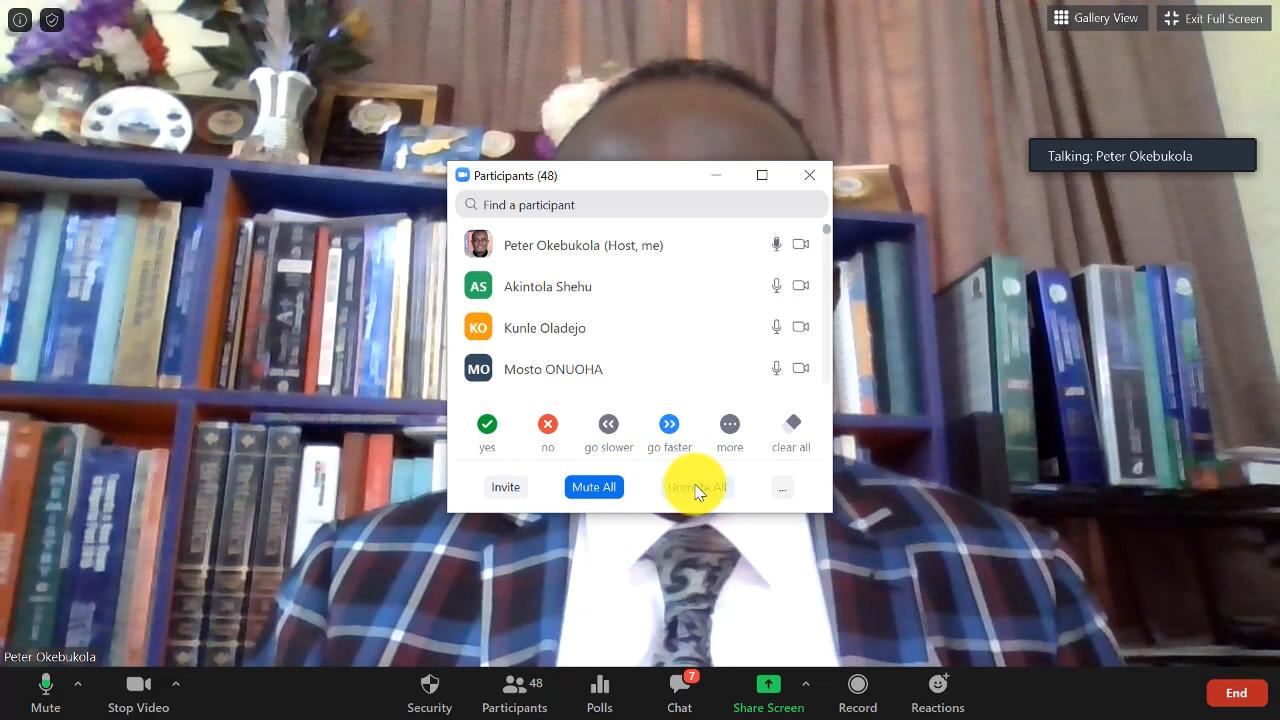 Gallery View
Exit Full Screen
Talking: Peter Okebukola
Participants (48)
Find a participant
Peter Okebukola (Host, me)
AS Akintola Shehu
KO Kunle Oladejo
MO Mosto ONUOHA
yes no go slower go faster more clear all
Invite Mute All Unmute All ...
Peter Okebukola
48
7
Mute Stop Video Security Participants Polls Chat Share Screen Record Reactions End